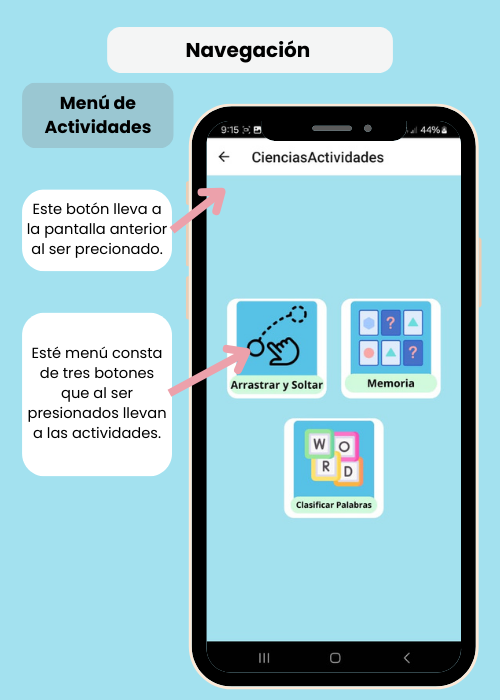 Navegación
Menú de
Actividades
Este botón lleva a
la pantalla anterior
al ser precionado.
Esté menú consta
de tres botones
que al ser
presionados llevan
a las actividades.
9:15 44%
CienciasActividades
Arrastrar y Soltar
? ?
Memoria
W O
R D
Clasificar Palabras